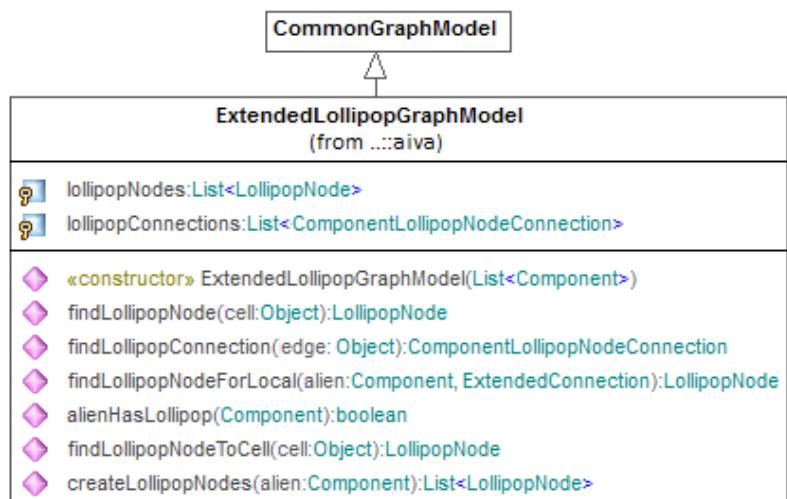 CommonGraphModel
ExtendedLollipopGraphModel
(from ..::aiva)
lollipopNodes:List<LollipopNode>
lollipopConnections:List<ComponentLollipopNodeConnection>
«constructor» ExtendedLollipopGraphModel(List<Component>)
findLollipopNode(cell:Object):LollipopNode
findLollipopConnection(edge: Object):ComponentLollipopNodeConnection
findLollipopNodeForLocal(alien:Component, ExtendedConnection):LollipopNode
alienHasLollipop(Component):boolean
findLollipopNodeToCell(cell:Object):LollipopNode
createLollipopNodes(alien:Component):List<LollipopNode>